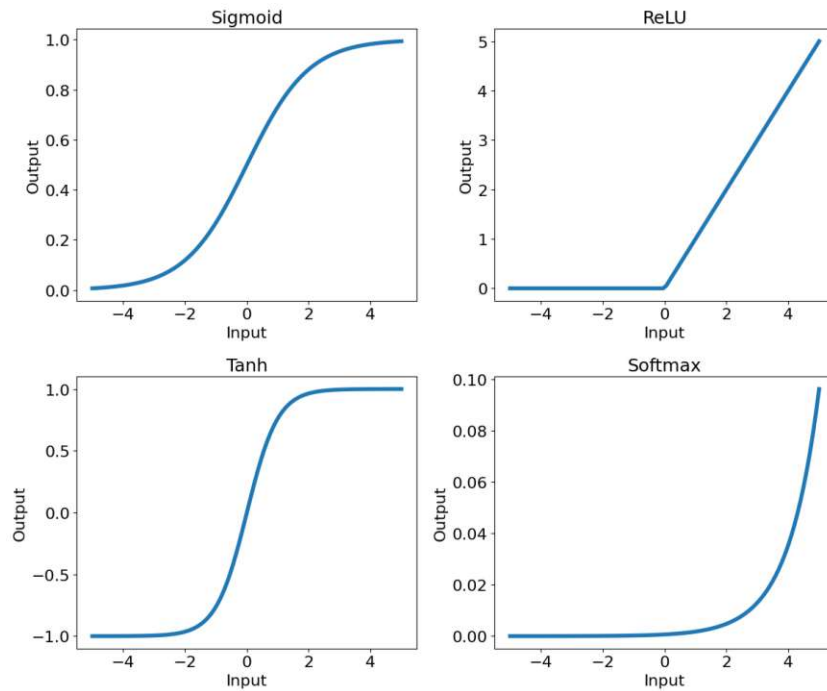 Sigmoid
1.0
0.8
0.6
0.4
0.2
0.0
Output
−4 −2 0 2 4
Input
ReLU
5
4
3
2
1
0
Output
−4 −2 0 2 4
Input
Tanh
1.0
0.5
0.0
−0.5
−1.0
Output
−4 −2 0 2 4
Input
Softmax
0.10
0.08
0.06
0.04
0.02
0.00
Output
−4 −2 0 2 4
Input